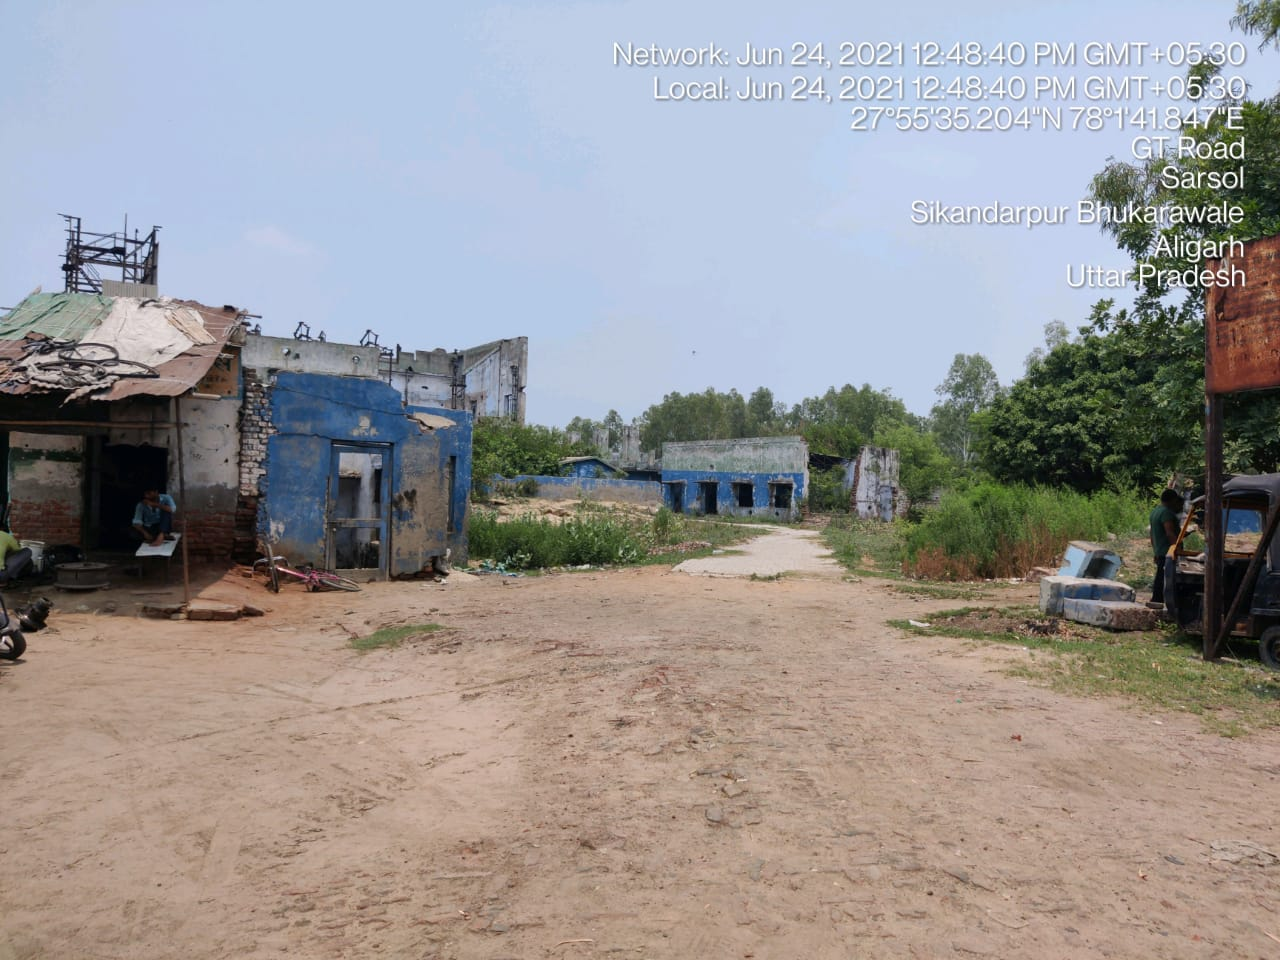 Network: Jun 24, 2021 12:48:40 PM GMT+05:30
Local: Jun 24, 2021 12:48:40 PM GMT+05:30
27°55'35.204"N 78°1'41.847"E
GT Road
Sarsol
Sikandarpur Bhukarawale
Aligarh
Uttar Pradesh